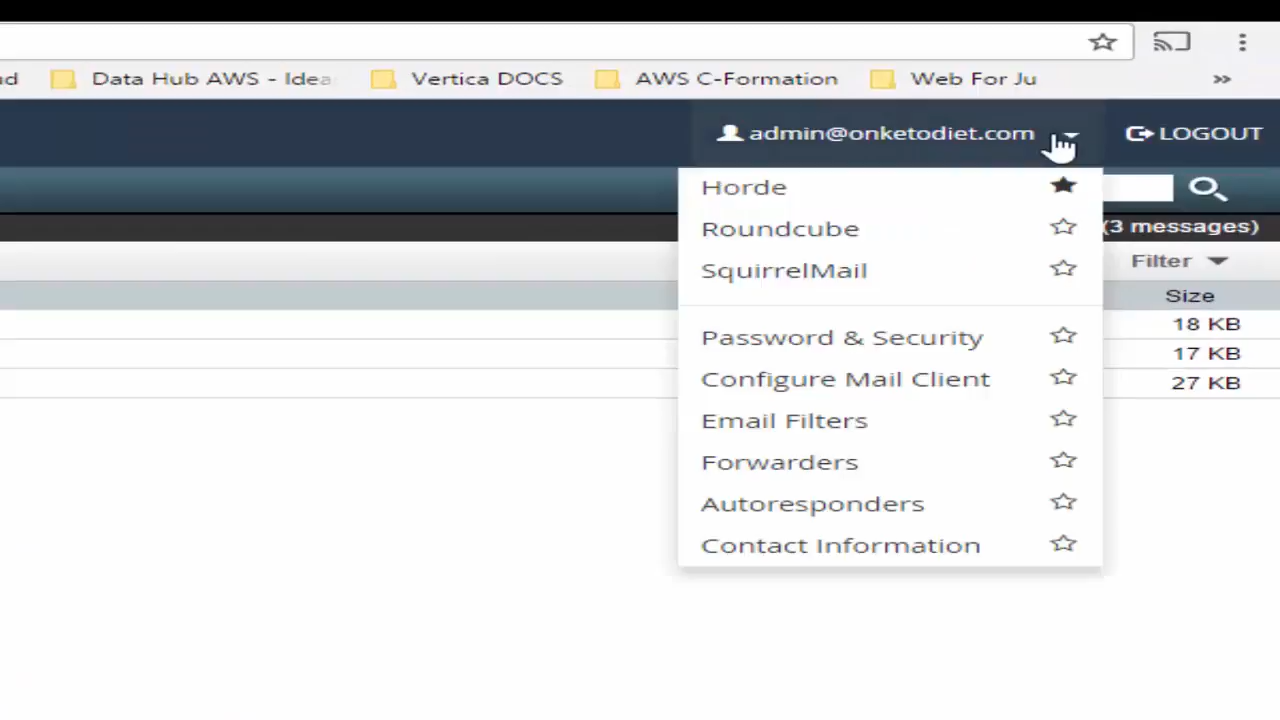 ud Data Hub AWS - Idea Vertica DOCS AWS C-Formation Web For Ju »
admin@onketodiet.com LOGOUT
Horde
(3 messages)
Roundcube
Filter
SquirrelMail
Size
18 KB
Password & Security
17 KB
Configure Mail Client
27 KB
Email Filters
Forwarders
Autoresponders
Contact Information